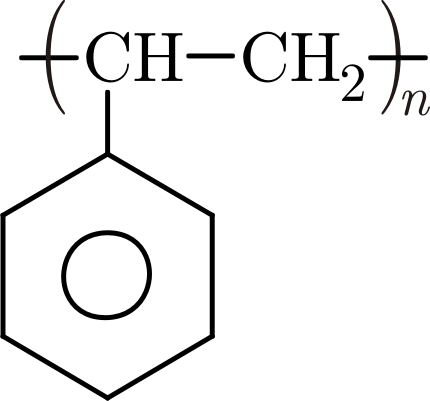 ( CH — CH₂ )ₙ